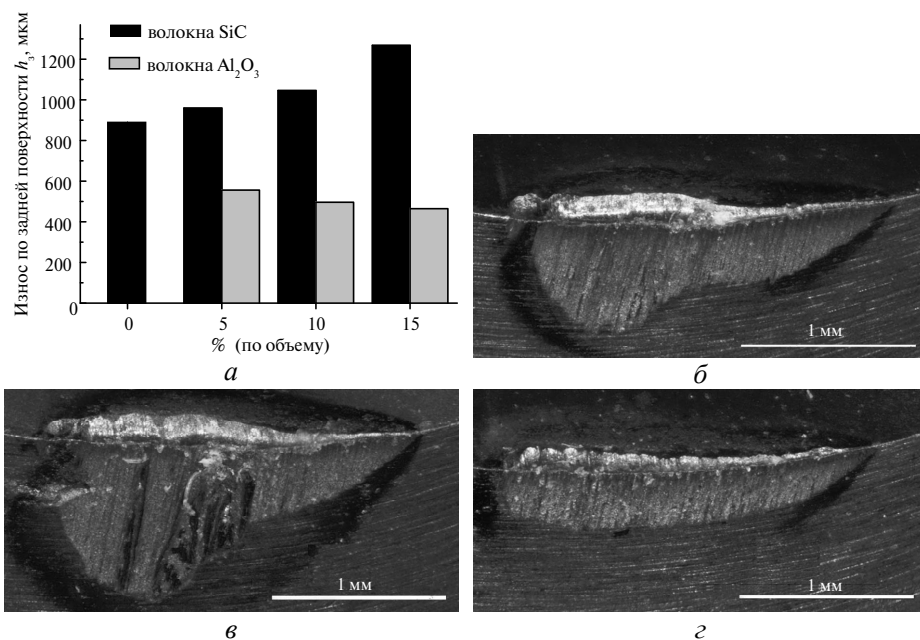 Износ по задней поверхности h₃, мкм
1200
1000
800
600
400
200
0
волокна SiC
волокна Al₂O₃
0 5 10 15
% (по объему)
а
1 мм
б
1 мм
в
1 мм
г